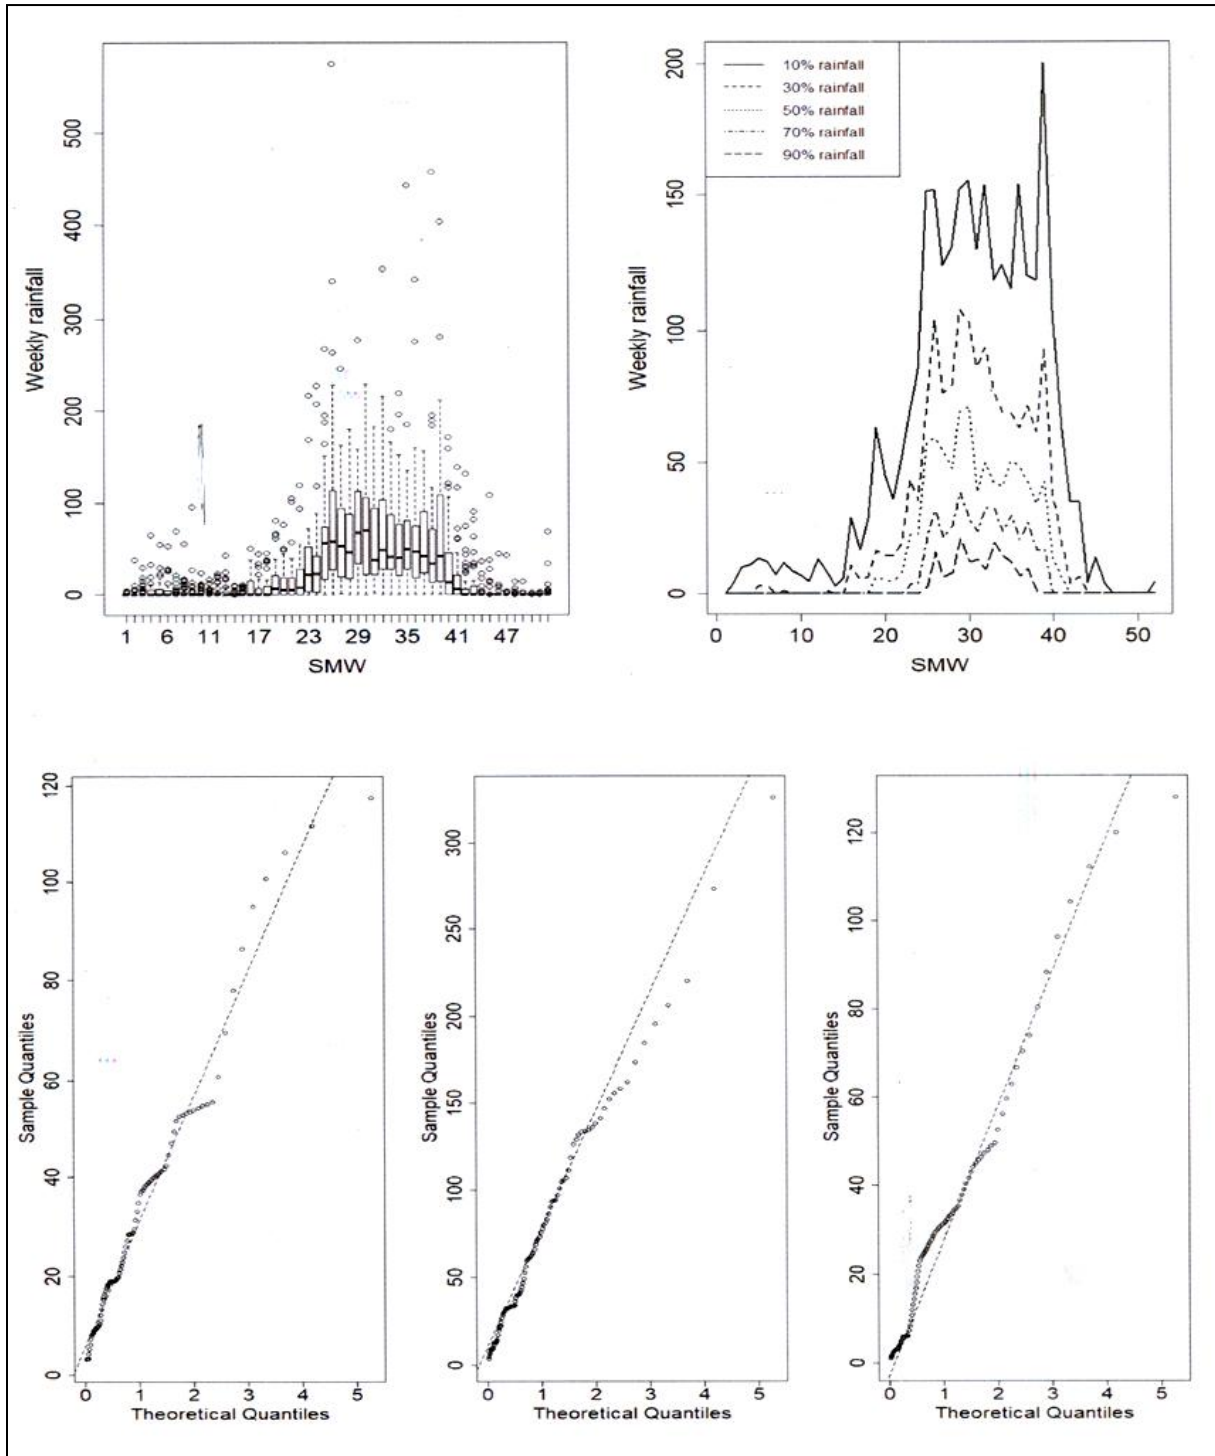 500
400
300
200
100
0
Weekly rainfall
1 6 11 17 23 29 35 41 47
SMW
10% rainfall
30% rainfall
50% rainfall
70% rainfall
90% rainfall
200
150
100
50
0
Weekly rainfall
0 10 20 30 40 50
SMW
120
100
80
60
40
20
0
Sample Quantiles
0 1 2 3 4 5
Theoretical Quantiles
300
250
200
150
100
50
0
Sample Quantiles
0 1 2 3 4 5
Theoretical Quantiles
120
100
80
60
40
20
0
Sample Quantiles
0 1 2 3 4 5
Theoretical Quantiles